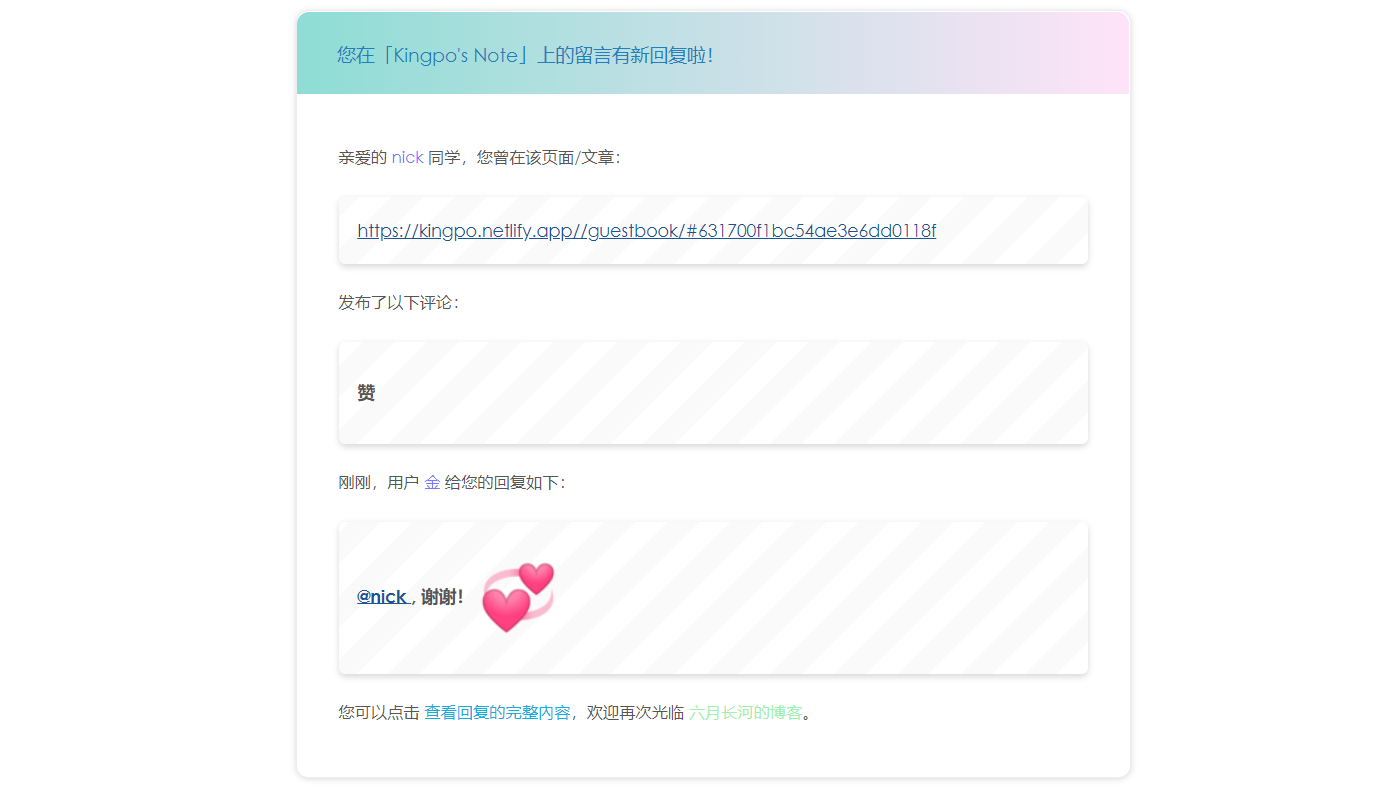 您在「Kingpo's Note」上的留言有新回复啦！
亲爱的 nick 同学，您曾在该页面/文章：
https://kingpo.netlify.app//guestbook/#631700f1bc54ae3e6dd0118f
发布了以下评论：
赞
刚刚，用户 金 给您的回复如下：
@nick , 谢谢！
您可以点击 查看回复的完整内容，欢迎再次光临 六月长河的博客。